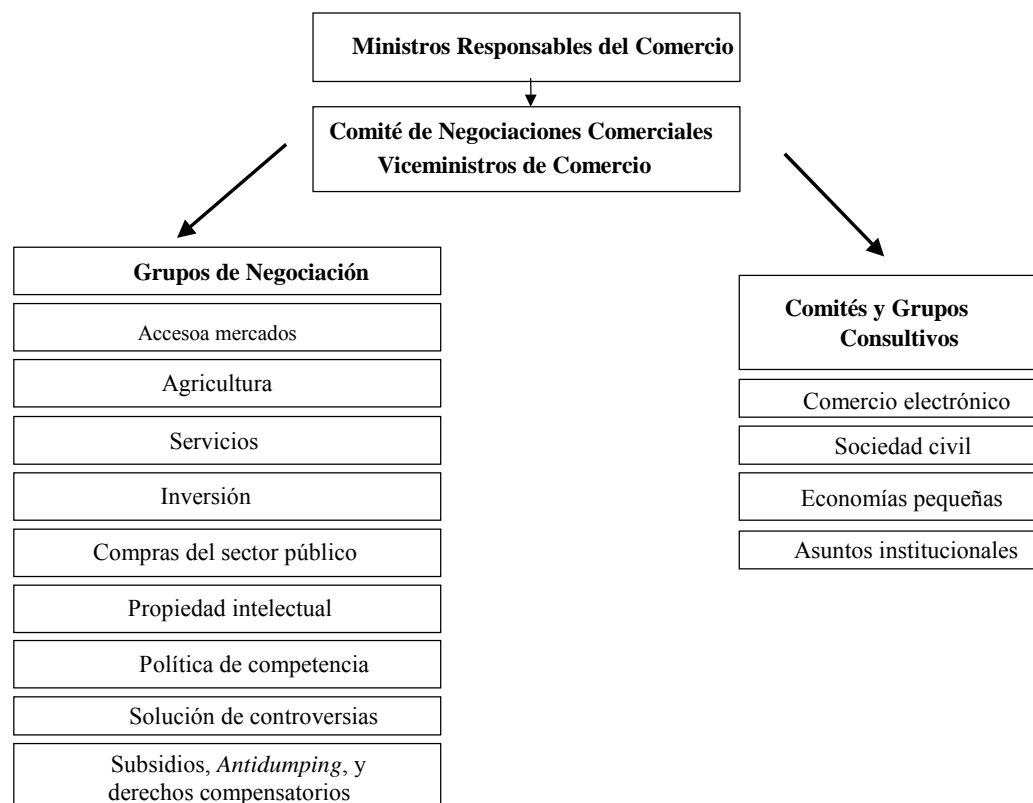 Ministros Responsables del Comercio
Comité de Negociaciones Comerciales
Viceministros de Comercio
Grupos de Negociación
Accesoa mercados
Agricultura
Servicios
Inversión
Compras del sector público
Propiedad intelectual
Política de competencia
Solución de controversias
Subsidios, Antidumping, y
derechos compensatorios
Comités y Grupos
Consultivos
Comercio electrónico
Sociedad civil
Economías pequeñas
Asuntos institucionales